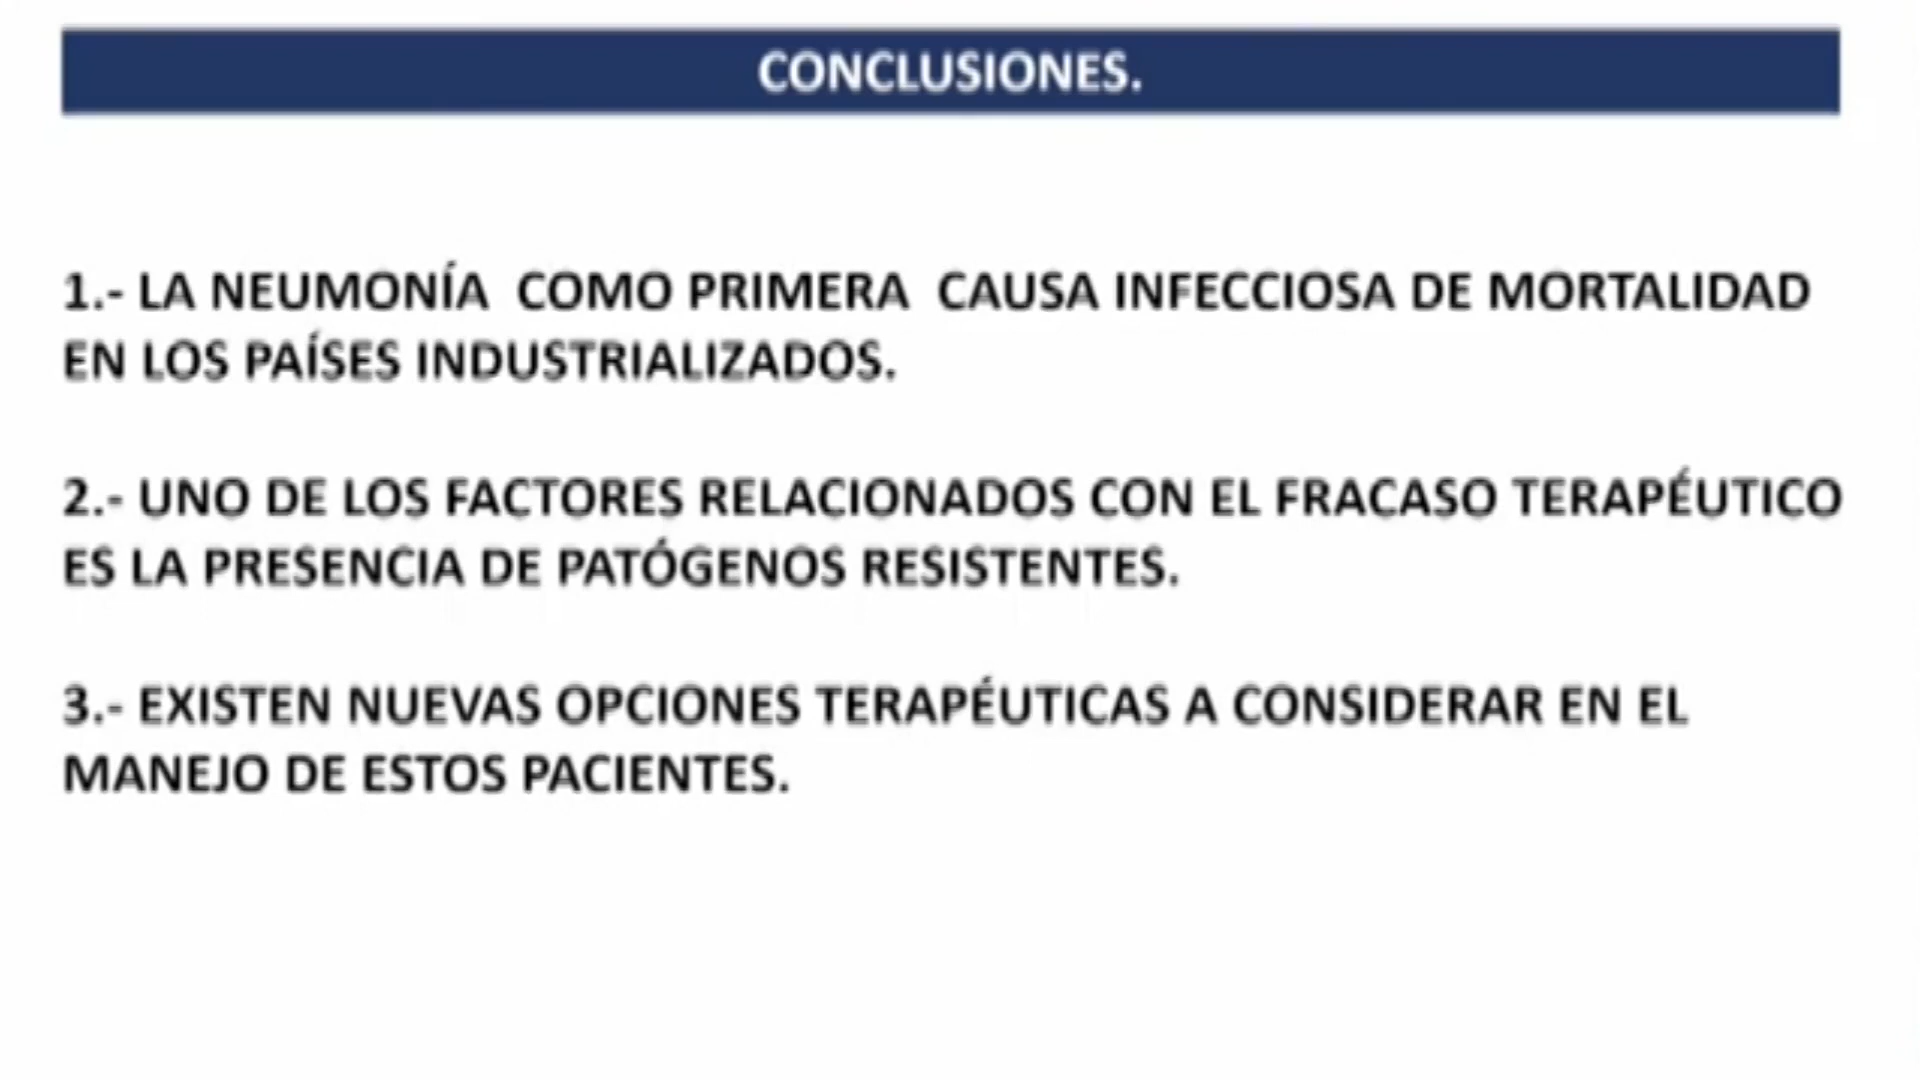 CONCLUSIONES.
1.- LA NEUMONÍA COMO PRIMERA CAUSA INFECCIOSA DE MORTALIDAD
EN LOS PAÍSES INDUSTRIALIZADOS.
2.- UNO DE LOS FACTORES RELACIONADOS CON EL FRACASO TERAPÉUTICO
ES LA PRESENCIA DE PATÓGENOS RESISTENTES.
3.- EXISTEN NUEVAS OPCIONES TERAPÉUTICAS A CONSIDERAR EN EL
MANEJO DE ESTOS PACIENTES.